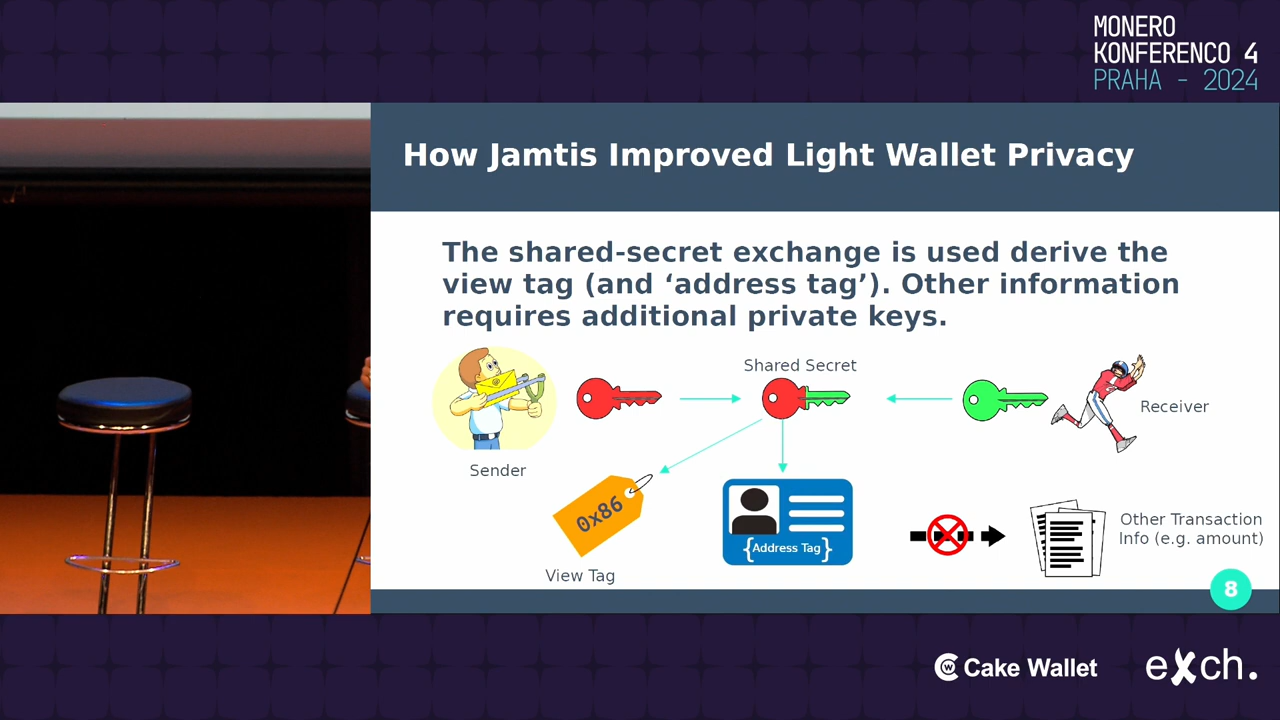 MONERO
KONFERENCO 4
PRAHA - 2024
How Jamtis Improved Light Wallet Privacy
The shared-secret exchange is used derive the
view tag (and ‘address tag’). Other information
requires additional private keys.
Shared Secret
Receiver
Sender
0x86
{Address Tag}
View Tag
Other Transaction
Info (e.g. amount)
8
Cake Wallet
eXch.